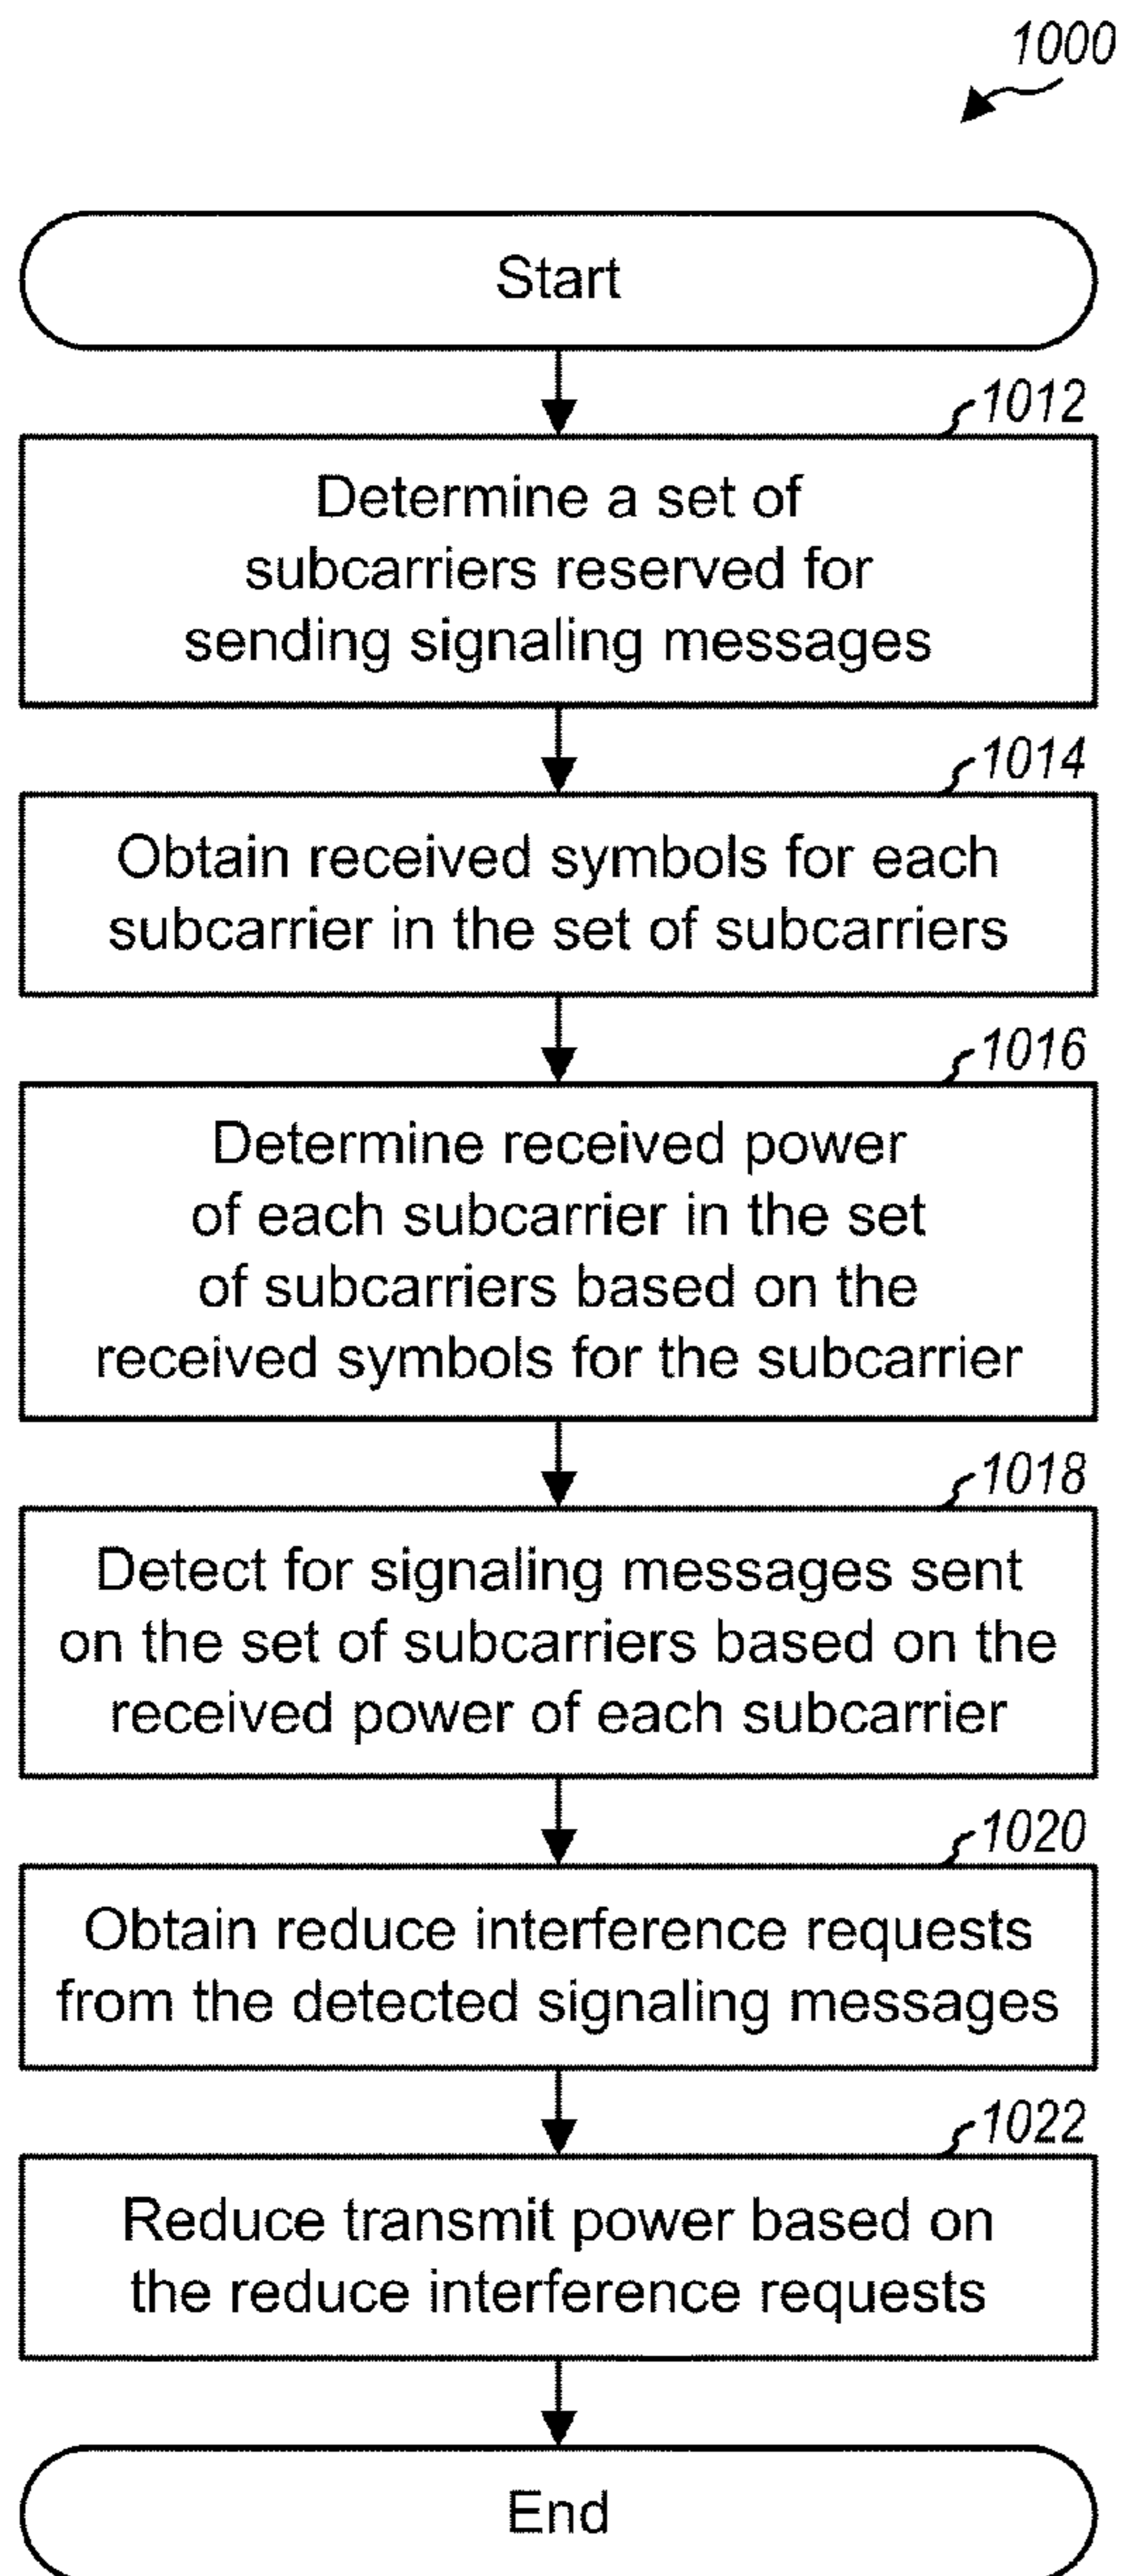 1000
Start
1012
Determine a set of
subcarriers reserved for
sending signaling messages
1014
Obtain received symbols for each
subcarrier in the set of subcarriers
1016
Determine received power
of each subcarrier in the set
of subcarriers based on the
received symbols for the subcarrier
1018
Detect for signaling messages sent
on the set of subcarriers based on the
received power of each subcarrier
1020
Obtain reduce interference requests
from the detected signaling messages
1022
Reduce transmit power based on
the reduce interference requests
End